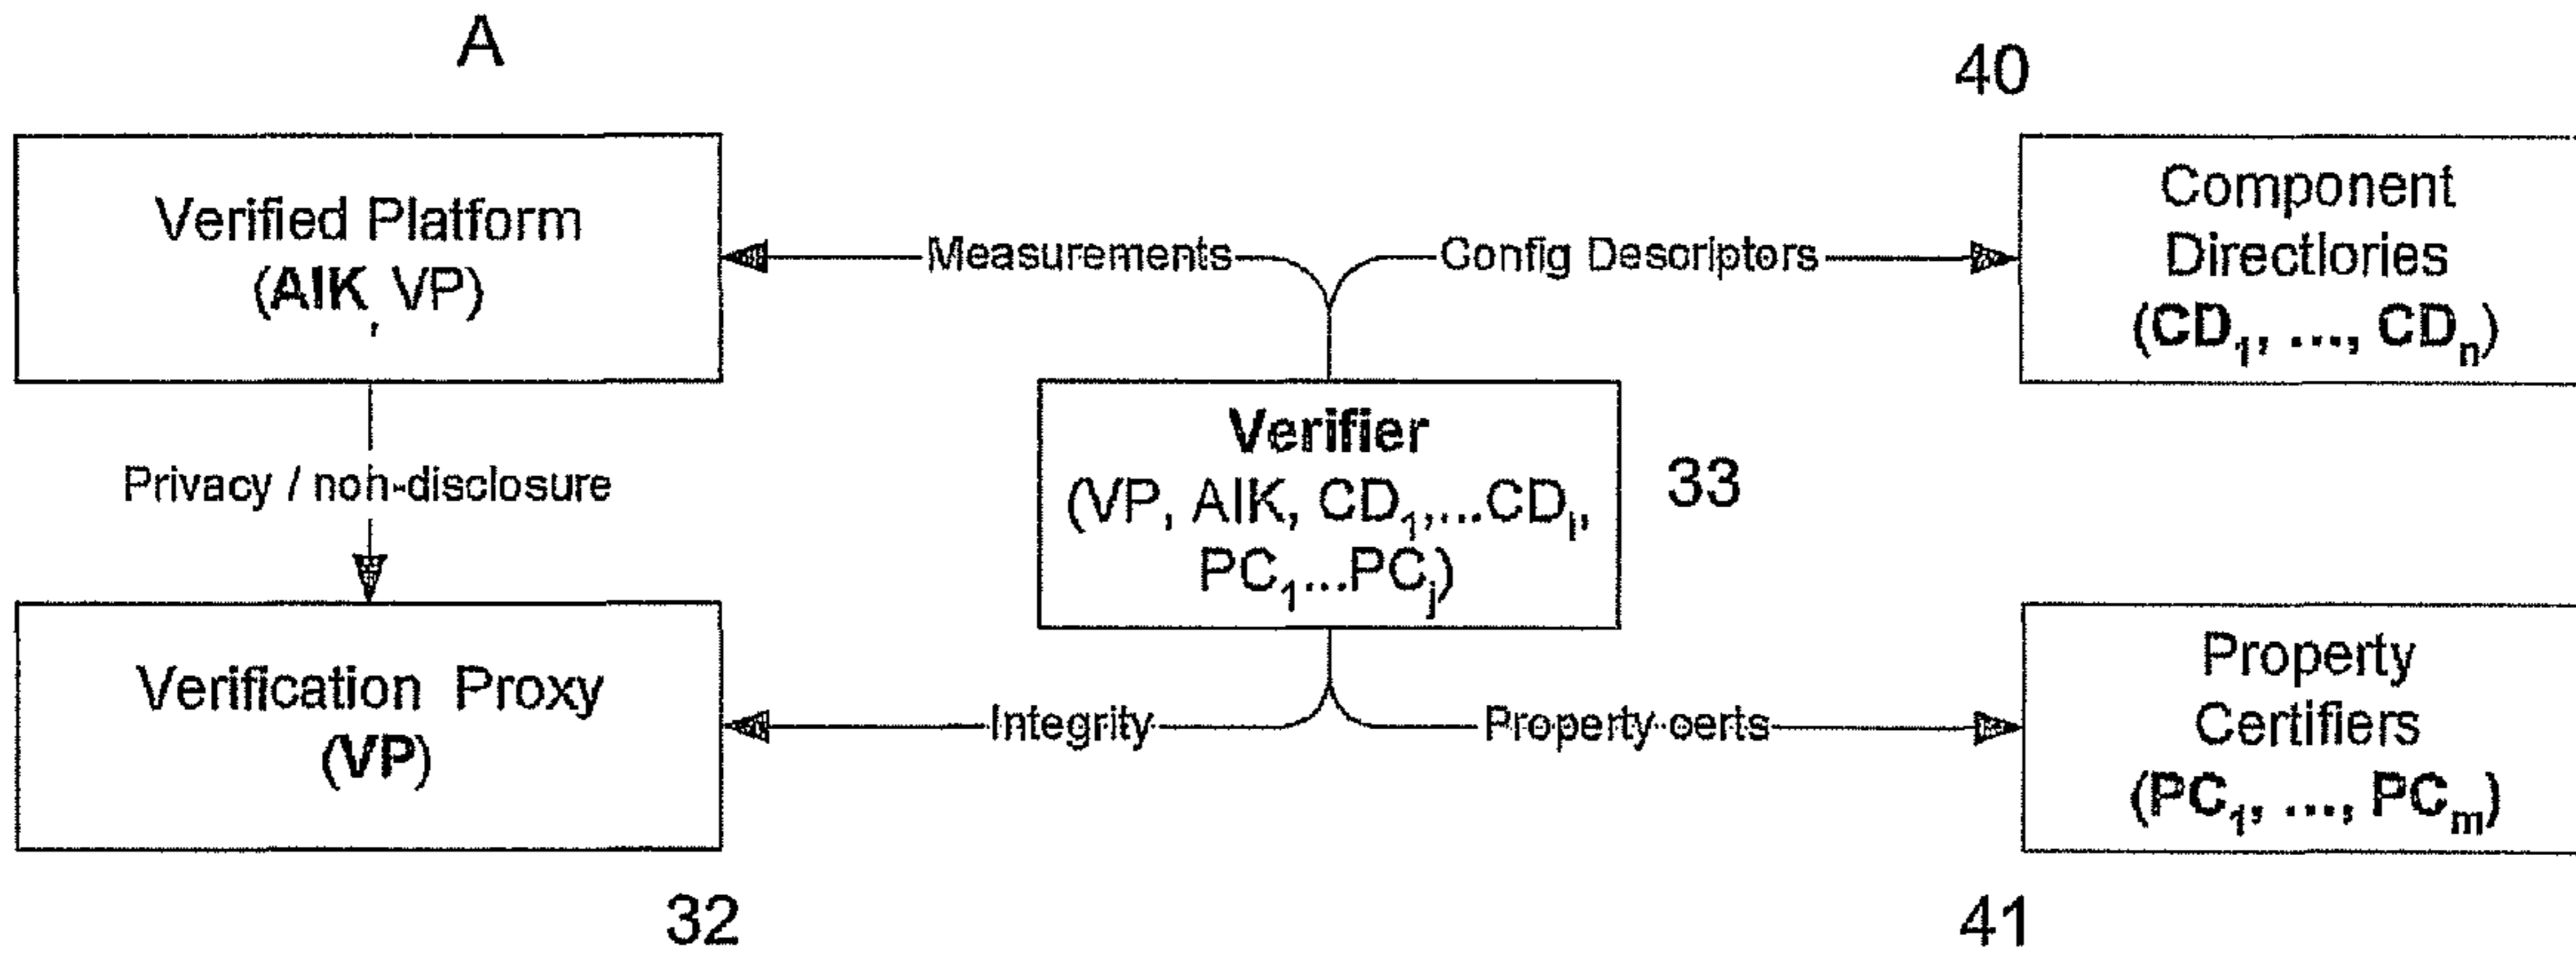 A
40
Verified Platform
(AIK, VP)
Measurements
Config Descriptors
Component
Directlories
(CD₁, ..., CDₙ)
Verifier
(VP, AIK, CD₁,...CDᵢ,
PC₁...PCⱼ)
33
Privacy / non-disclosure
Verification Proxy
(VP)
Integrity
Property certs
Property
Certifiers
(PC₁, ..., PCₘ)
32
41